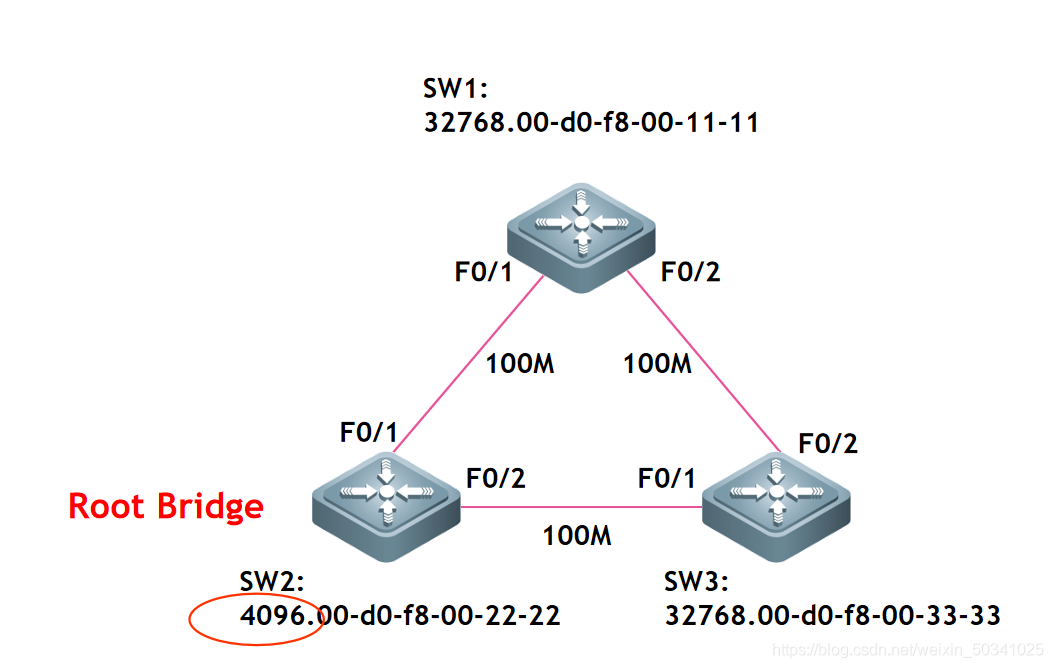 SW1:
32768.00-d0-f8-00-11-11
F0/1
F0/2
100M
100M
F0/1
F0/2
F0/2
F0/1
Root Bridge
100M
SW2:
4096.00-d0-f8-00-22-22
SW3:
32768.00-d0-f8-00-33-33
https://blog.csdn.net/weixin_50341025